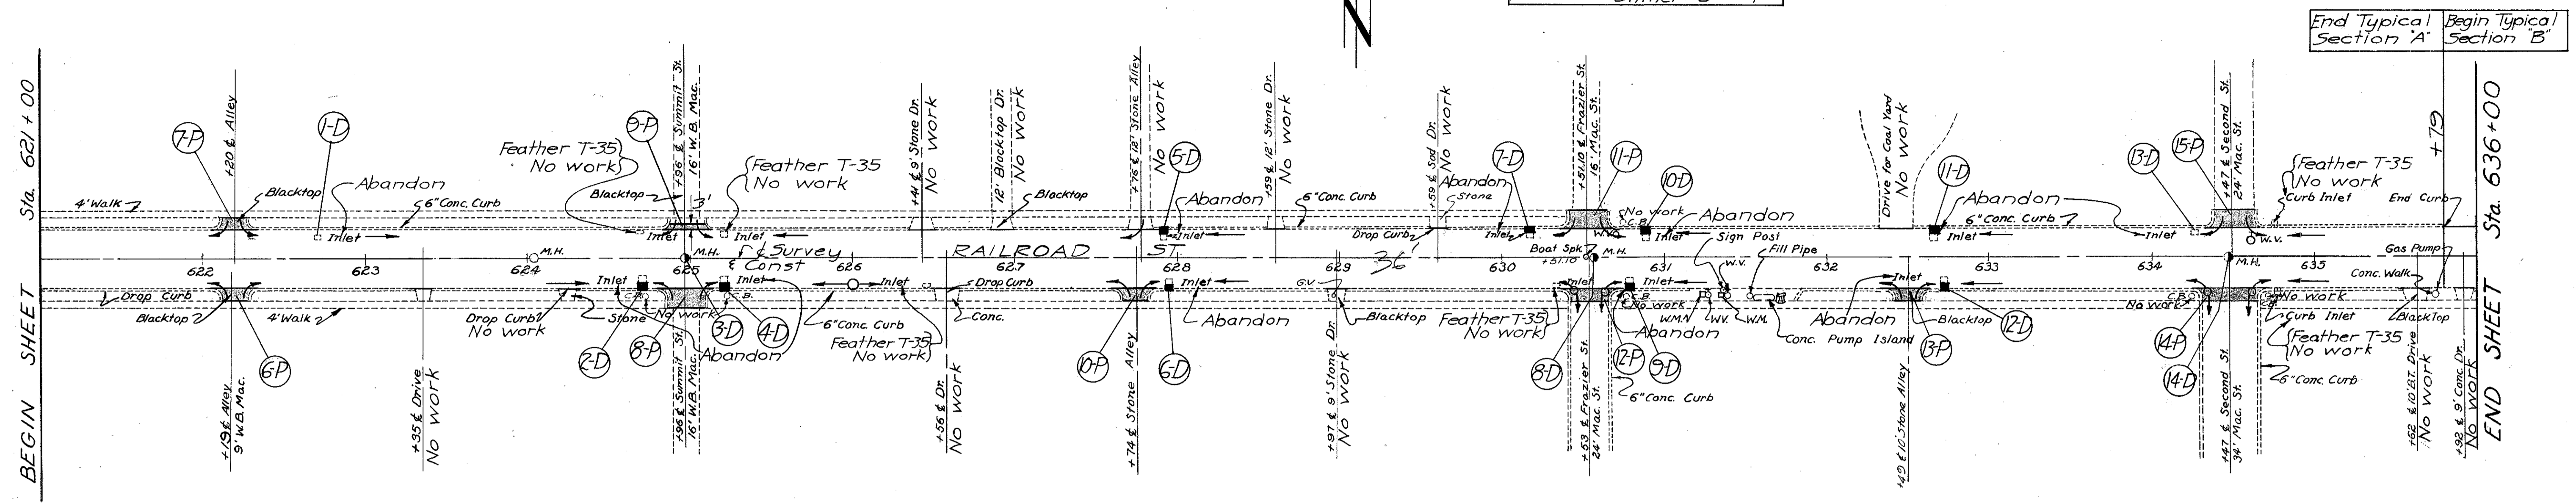 End Typical
Section "A"
Begin Typical
Section "B"
+79
BEGIN SHEET Sta. 621+00
END SHEET Sta. 636+00
7-P
+20 ℄ Alley
1-D
9-P
+96 ℄ Summit St.
16' W.B. Mac.
Feather T-35
No work
Feather T-35
No work
+44 ℄ 9' Stone Dr.
No work
12' Blacktop Dr.
No Work
+76 ℄ 12' Stone Alley
No work
5-D
+59 ℄ 12' Stone Dr.
No work
+59 ℄ Sod Dr.
No work
7-D
+51.10 ℄ Frazier St.
16' Mac. St.
11-P
10-D
Drive for Coal Yard
No work
11-D
13-D
15-P
+47 ℄ Second St.
24' Mac. St.
Feather T-35
No work
Curb Inlet
End Curb
4' Walk
Blacktop
Abandon
6" Conc. Curb
Inlet
Blacktop
3'
Inlet
Inlet
Blacktop
Abandon
Inlet
6" Conc. Curb
Drop Curb
Abandon
Stone
Inlet
No work
C.B.
W.V.
Abandon
Inlet
Abandon
6" Conc. Curb
Inlet
Inlet
W.V.
M.H.
M.H.
℄ Survey
& Const
RAILROAD ST
36'
Boat Spk
+51.10
M.H.
Sign Post
W.V.
Fill Pipe
M.H.
Gas Pump
622
623
624
625
626
627
628
629
630
631
632
633
634
635
Drop Curb
Blacktop
4' Walk
Inlet
Drop Curb
No work
Stone
C.B.
No work
Inlet
B.
Inlet
6" Conc. Curb
Feather T-35
No work
Drop Curb
Conc.
Inlet
Abandon
G.V.
Blacktop
Feather T-35
No work
Inlet
C.B.
No work
Inlet
Abandon
W.M.N
W.V.
W.M.
Conc. Pump Island
Abandon
Inlet
Blacktop
C.B.
No work
No work
Curb Inlet
Feather T-35
No work
6" Conc. Curb
Conc. Walk
BlackTop
6-P
+19 ℄ Alley
9' W.B. Mac.
+35 ℄ Drive
No work
2-D
8-P
+96 ℄ Summit St.
16' W.B. Mac.
3-D
4-D
Abandon
+56 ℄ Dr.
No work
10-P
+74 ℄ Stone Alley
6-D
+97 ℄ 9' Stone Dr.
No work
8-D
+53 ℄ Frazier St.
24' Mac. St.
12-P
9-D
6" Conc. Curb
+49 ℄ 10' Stone Alley
13-P
12-D
14-P
14-D
+47 ℄ Second St.
34' Mac. St.
+62 ℄ 10' B.T. Drive
No work
+92 ℄ 9' Conc. Dr.
No work